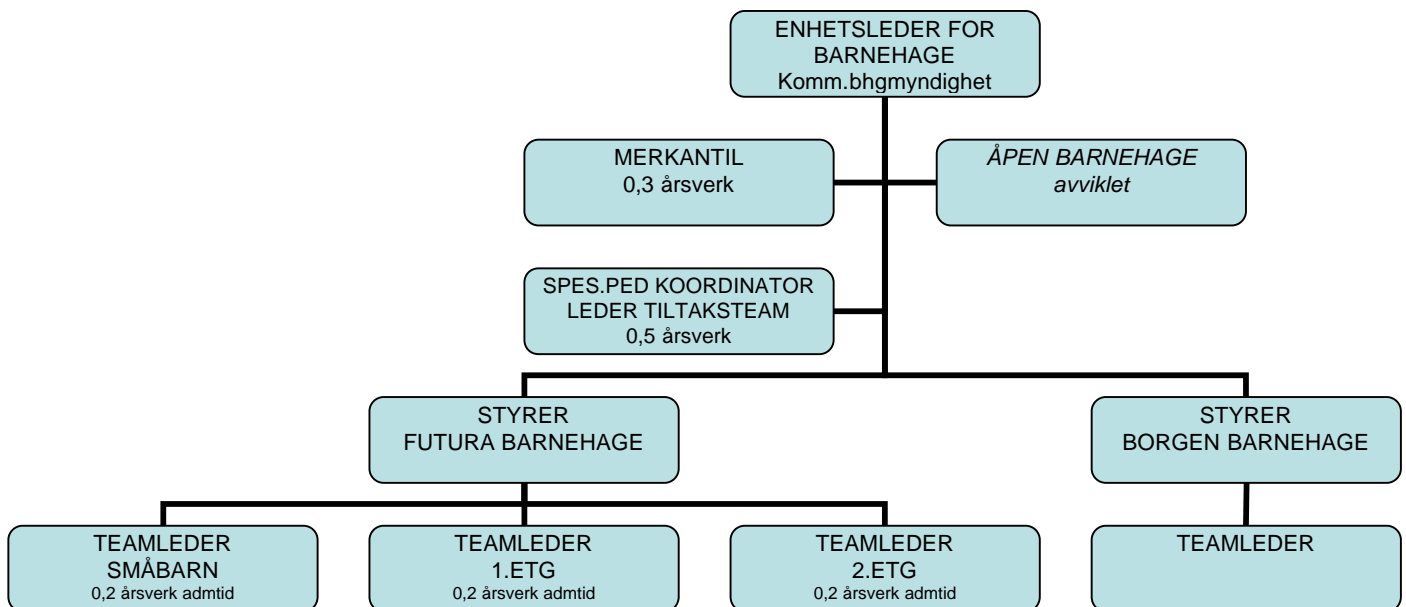 ENHETSLEDER FOR
BARNEHAGE
Komm.bhgmyndighet
MERKANTIL
0,3 årsverk
ÅPEN BARNEHAGE
avviklet
SPES.PED KOORDINATOR
LEDER TILTAKSTEAM
0,5 årsverk
STYRER
FUTURA BARNEHAGE
STYRER
BORGEN BARNEHAGE
TEAMLEDER
SMÅBARN
0,2 årsverk admtid
TEAMLEDER
1.ETG
0,2 årsverk admtid
TEAMLEDER
2.ETG
0,2 årsverk admtid
TEAMLEDER